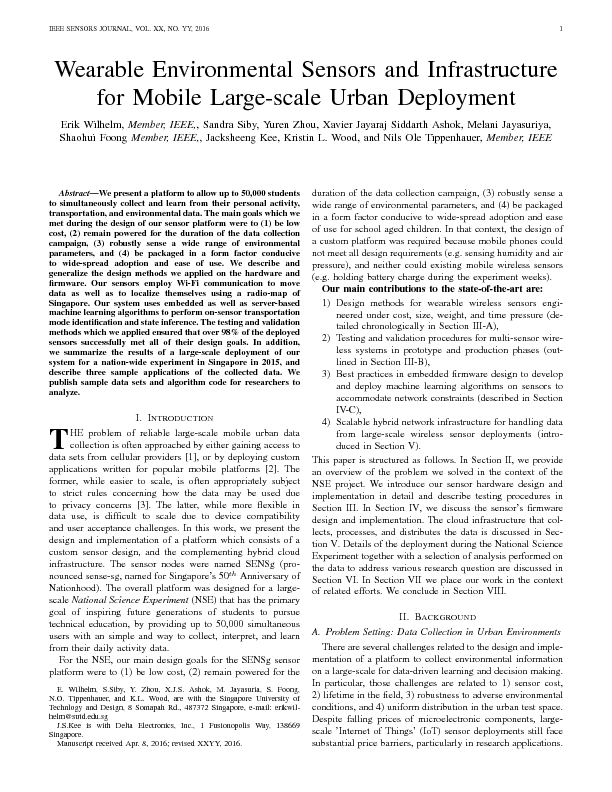 IEEE SENSORS JOURNAL, VOL. XX, NO. YY, 2016 1
Wearable Environmental Sensors and Infrastructure
for Mobile Large-scale Urban Deployment
Erik Wilhelm, Member, IEEE,, Sandra Siby, Yuren Zhou, Xavier Jayaraj Siddarth Ashok, Melani Jayasuriya,
Shaohui Foong Member, IEEE,, Jacksheeng Kee, Kristin L. Wood, and Nils Ole Tippenhauer, Member, IEEE
Abstract—We present a platform to allow up to 50,000 students
to simultaneously collect and learn from their personal activity,
transportation, and environmental data. The main goals which we
met during the design of our sensor platform were to (1) be low
cost, (2) remain powered for the duration of the data collection
campaign, (3) robustly sense a wide range of environmental
parameters, and (4) be packaged in a form factor conducive
to wide-spread adoption and ease of use. We describe and
generalize the design methods we applied on the hardware and
firmware. Our sensors employ Wi-Fi communication to move
data as well as to localize themselves using a radio-map of
Singapore. Our system uses embedded as well as server-based
machine learning algorithms to perform on-sensor transportation
mode identification and state inference. The testing and validation
methods which we applied ensured that over 98% of the deployed
sensors successfully met all of their design goals. In addition,
we summarize the results of a large-scale deployment of our
system for a nation-wide experiment in Singapore in 2015, and
describe three sample applications of the collected data. We
publish sample data sets and algorithm code for researchers to
analyze.
I. INTRODUCTION
THE problem of reliable large-scale mobile urban data
collection is often approached by either gaining access to
data sets from cellular providers [1], or by deploying custom
applications written for popular mobile platforms [2]. The
former, while easier to scale, is often appropriately subject
to strict rules concerning how the data may be used due
to privacy concerns [3]. The latter, while more flexible in
data use, is difficult to scale due to device compatibility
and user acceptance challenges. In this work, we present the
design and implementation of a platform which consists of a
custom sensor design, and the complementing hybrid cloud
infrastructure. The sensor nodes were named SENSg (pro-
nounced sense-sg, named for Singapore's 50th Anniversary of
Nationhood). The overall platform was designed for a large-
scale National Science Experiment (NSE) that has the primary
goal of inspiring future generations of students to pursue
technical education, by providing up to 50,000 simultaneous
users with an simple and way to collect, interpret, and learn
from their daily activity data.
For the NSE, our main design goals for the SENSg sensor
platform were to (1) be low cost, (2) remain powered for the
E. Wilhelm, S.Siby, Y. Zhou, X.J.S. Ashok, M. Jayasuria, S. Foong,
N.O. Tippenhauer, and K.L. Wood, are with the Singapore University of
Technology and Design, 8 Somapah Rd., 487372 Singapore, e-mail: erikwil-
helm@sutd.edu.sg
J.S.Kee is with Delta Electronics, Inc., 1 Fusionopolis Way, 138669
Singapore.
Manuscript received Apr. 8, 2016; revised XXYY, 2016.
duration of the data collection campaign, (3) robustly sense a
wide range of environmental parameters, and (4) be packaged
in a form factor conducive to wide-spread adoption and ease
of use for school aged children. In that context, the design of
a custom platform was required because mobile phones could
not meet all design requirements (e.g. sensing humidity and air
pressure), and neither could existing mobile wireless sensors
(e.g. holding battery charge during the experiment weeks).
Our main contributions to the state-of-the-art are:
1) Design methods for wearable wireless sensors engi-
neered under cost, size, weight, and time pressure (de-
tailed chronologically in Section III-A),
2) Testing and validation procedures for multi-sensor wire-
less systems in prototype and production phases (out-
lined in Section III-B),
3) Best practices in embedded firmware design to develop
and deploy machine learning algorithms on sensors to
accommodate network constraints (described in Section
IV-C),
4) Scalable hybrid network infrastructure for handling data
from large-scale wireless sensor deployments (intro-
duced in Section V).
This paper is structured as follows. In Section II, we provide
an overview of the problem we solved in the context of the
NSE project. We introduce our sensor hardware design and
implementation in detail and describe testing procedures in
Section III. In Section IV, we discuss the sensor's firmware
design and implementation. The cloud infrastructure that col-
lects, processes, and distributes the data is discussed in Sec-
tion V. Details of the deployment during the National Science
Experiment together with a selection of analysis performed on
the data to address various research question are discussed in
Section VI. In Section VII we place our work in the context
of related efforts. We conclude in Section VIII.
II. BACKGROUND
A. Problem Setting: Data Collection in Urban Environments
There are several challenges related to the design and imple-
mentation of a platform to collect environmental information
on a large-scale for data-driven learning and decision making.
In particular, those challenges are related to 1) sensor cost,
2) lifetime in the field, 3) robustness to adverse environmental
conditions, and 4) uniform distribution in the urban test space.
Despite falling prices of microelectronic components, large-
scale 'Internet of Things' (IoT) sensor deployments still face
substantial price barriers, particularly in research applications.